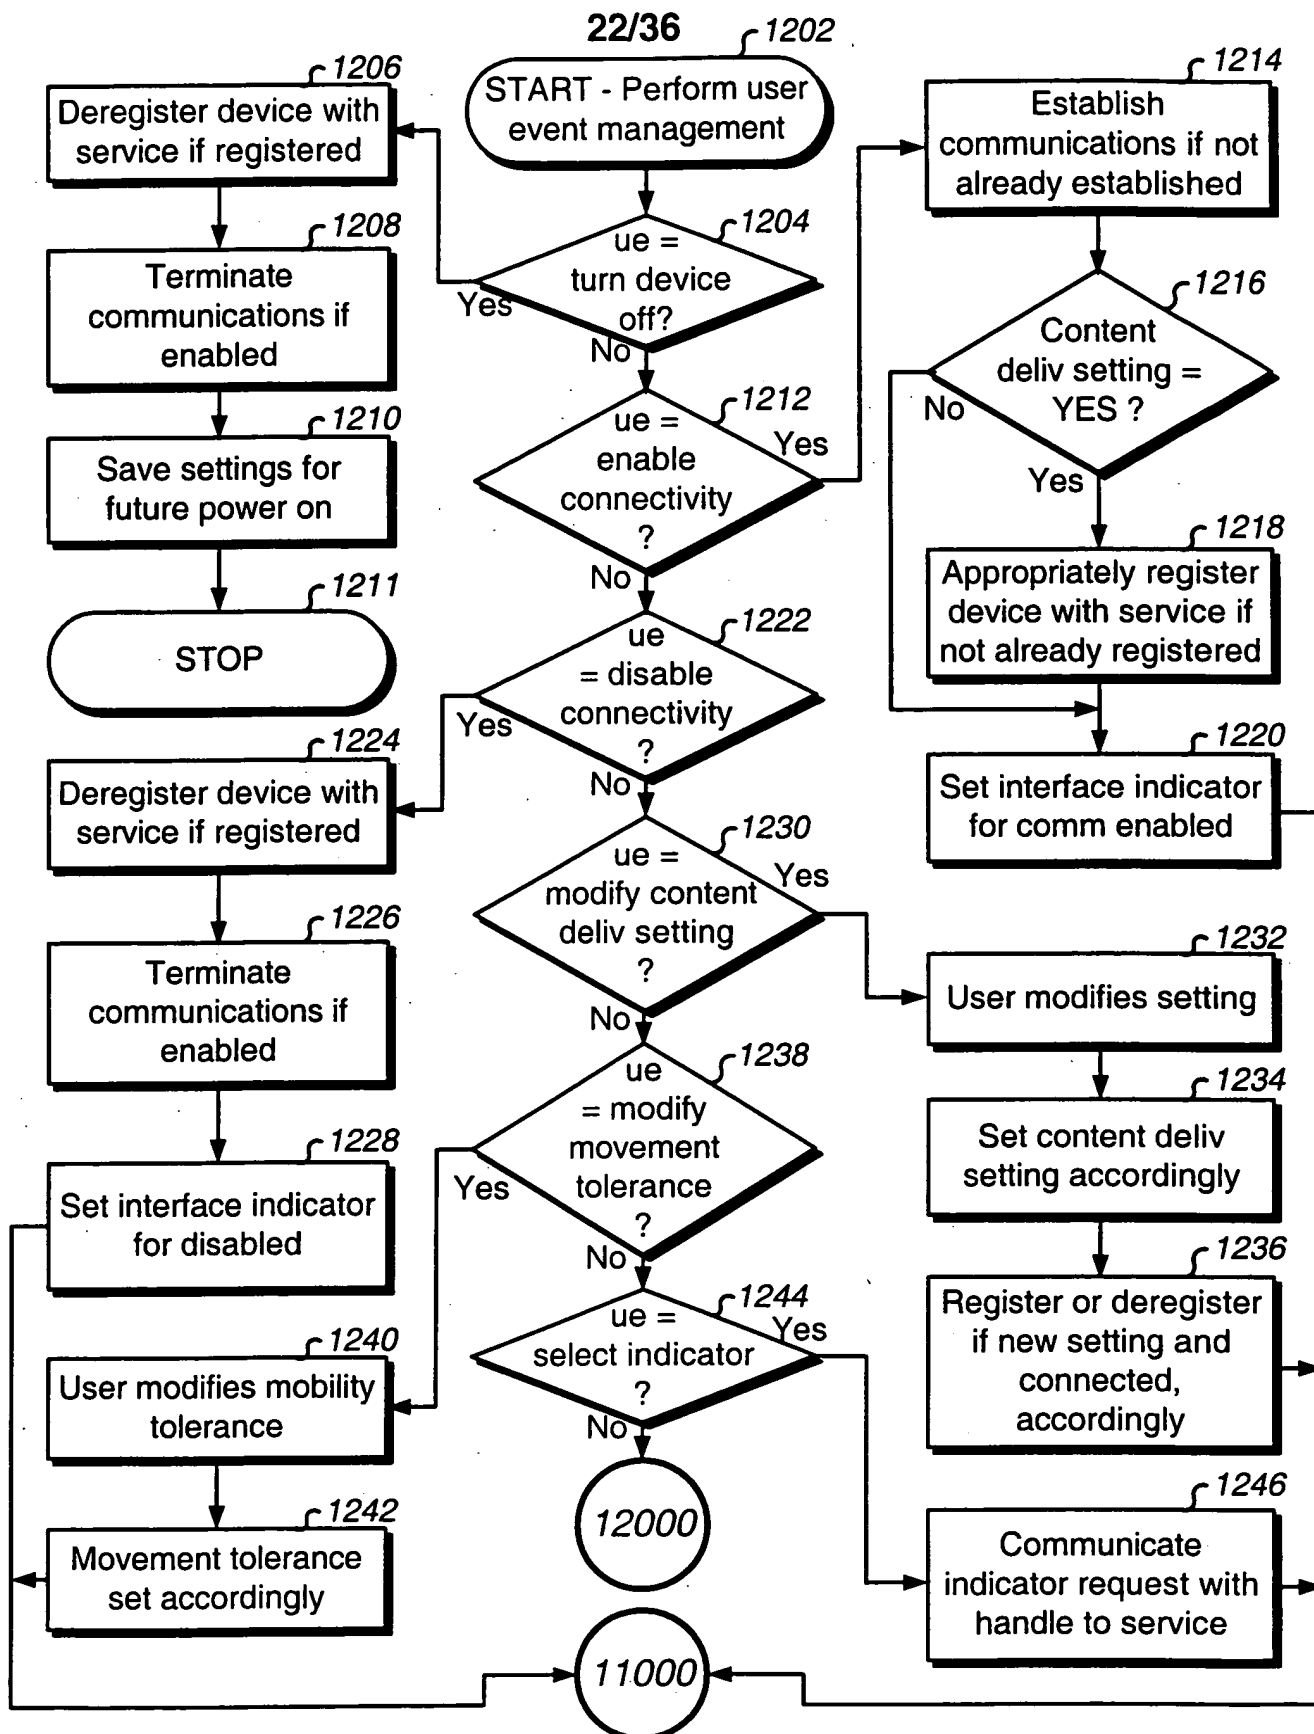 22/36
1202
START - Perform user
event management
1204
ue =
turn device
off?
Yes
No
1206
Deregister device with
service if registered
1208
Terminate
communications if
enabled
1210
Save settings for
future power on
1211
STOP
1212
ue =
enable
connectivity
?
Yes
No
1214
Establish
communications if not
already established
1216
Content
deliv setting =
YES ?
No
Yes
1218
Appropriately register
device with service if
not already registered
1220
Set interface indicator
for comm enabled
1222
ue
= disable
connectivity
?
Yes
No
1224
Deregister device with
service if registered
1226
Terminate
communications if
enabled
1228
Set interface indicator
for disabled
1230
ue =
modify content
deliv setting
?
Yes
No
1232
User modifies setting
1234
Set content deliv
setting accordingly
1236
Register or deregister
if new setting and
connected,
accordingly
1238
ue
= modify
movement
tolerance
?
Yes
No
1240
User modifies mobility
tolerance
1242
Movement tolerance
set accordingly
1244
ue =
select indicator
?
Yes
No
1246
Communicate
indicator request with
handle to service
12000
11000